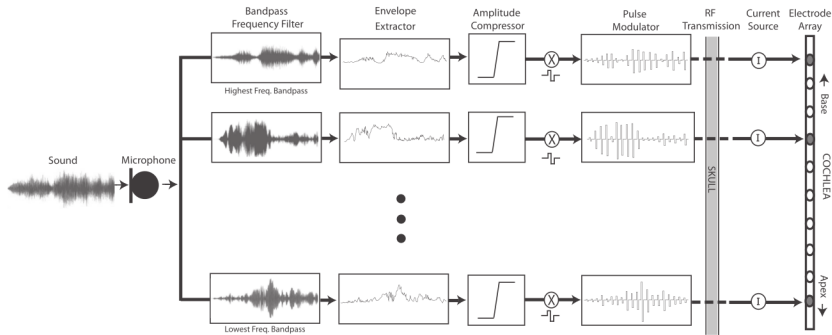 Bandpass
Frequency Filter
Envelope
Extractor
Amplitude
Compressor
Pulse
Modulator
RF
Transmission
Current
Source
Electrode
Array
Highest Freq. Bandpass
X
I
Base
X
I
Sound
Microphone
SKULL
COCHLEA
X
I
Apex
Lowest Freq. Bandpass